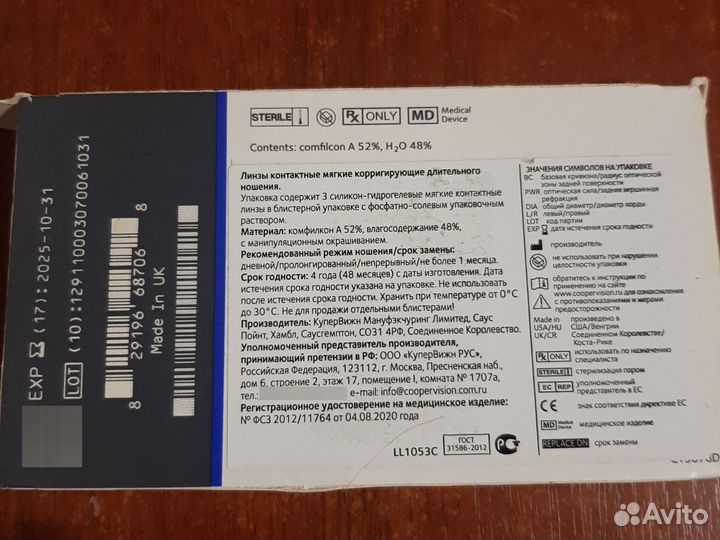 STERILE
Rx ONLY
MD Medical Device
Contents: comfilcon A 52%, H2O 48%
EXP (17): 2025-10-31
LOT (10):12911000307006​1031
8 29196 68706 8
Made In UK
Линзы контактные мягкие корригирующие длительного
ношения.
Упаковка содержит 3 силикон-гидрогелевые мягкие контактные
линзы в блистерной упаковке с фосфатно-солевым упаковочным
раствором.
Материал: комфилкон А 52%, влагосодержание 48%,
с манипуляционным окрашиванием.
Рекомендованный режим ношения/срок замены:
дневной/пролонгированный/непрерывный/не более 1 месяца.
Срок годности: 4 года (48 месяцев) с даты изготовления. Дата
истечения срока годности указана на упаковке. Не использовать
после истечения срока годности. Хранить при температуре от 0°C
до 30°C. Не для продажи отдельными блистерами!
Производитель: КуперВижн Мануфэкчуринг Лимитед, Саус
Пойнт, Хамбл, Саусгемптон, СО31 4РФ, Соединенное Королевство.
Уполномоченный представитель производителя,
принимающий претензии в РФ: ООО «КуперВижн РУС»,
Российская Федерация, 123112, г. Москва, Пресненская наб.,
дом 6, строение 2, этаж 17, помещение I, комната № 1707а,
тел.: e-mail: info@coopervision.com.ru
Регистрационное удостоверение на медицинское изделие:
№ ФСЗ 2012/11764 от 04.08.2020 года
LL1053C
ГОСТ
31586-2012
ЗНАЧЕНИЯ СИМВОЛОВ НА УПАКОВКЕ
BC базовая кривизна/радиус оптической
зоны задней поверхности
PWR оптическая сила/задняя вершинная
рефракция
DIA общий диаметр/диаметр хорды
L/R левый/правый
LOT код партии
EXP дата истечения срока годности
производитель
не использовать при нарушении
целостности упаковки
обратитесь к инструкции по
применению на сайте
www.coopervision.ru для ознакомления
с противопоказаниями и мерами
предосторожности
Made in произведено в
USA/HU США/Венгрии
UK/CR Соединенном Королевстве/
Коста-Рике
Rx ONLY использовать по назначению
специалиста
STERILE стерилизация паром
EC REP уполномоченный
представитель в ЕС
CE знак соответствия директиве ЕС
MD Medical Device медицинское изделие
REPLACE ON срок замены
Avito